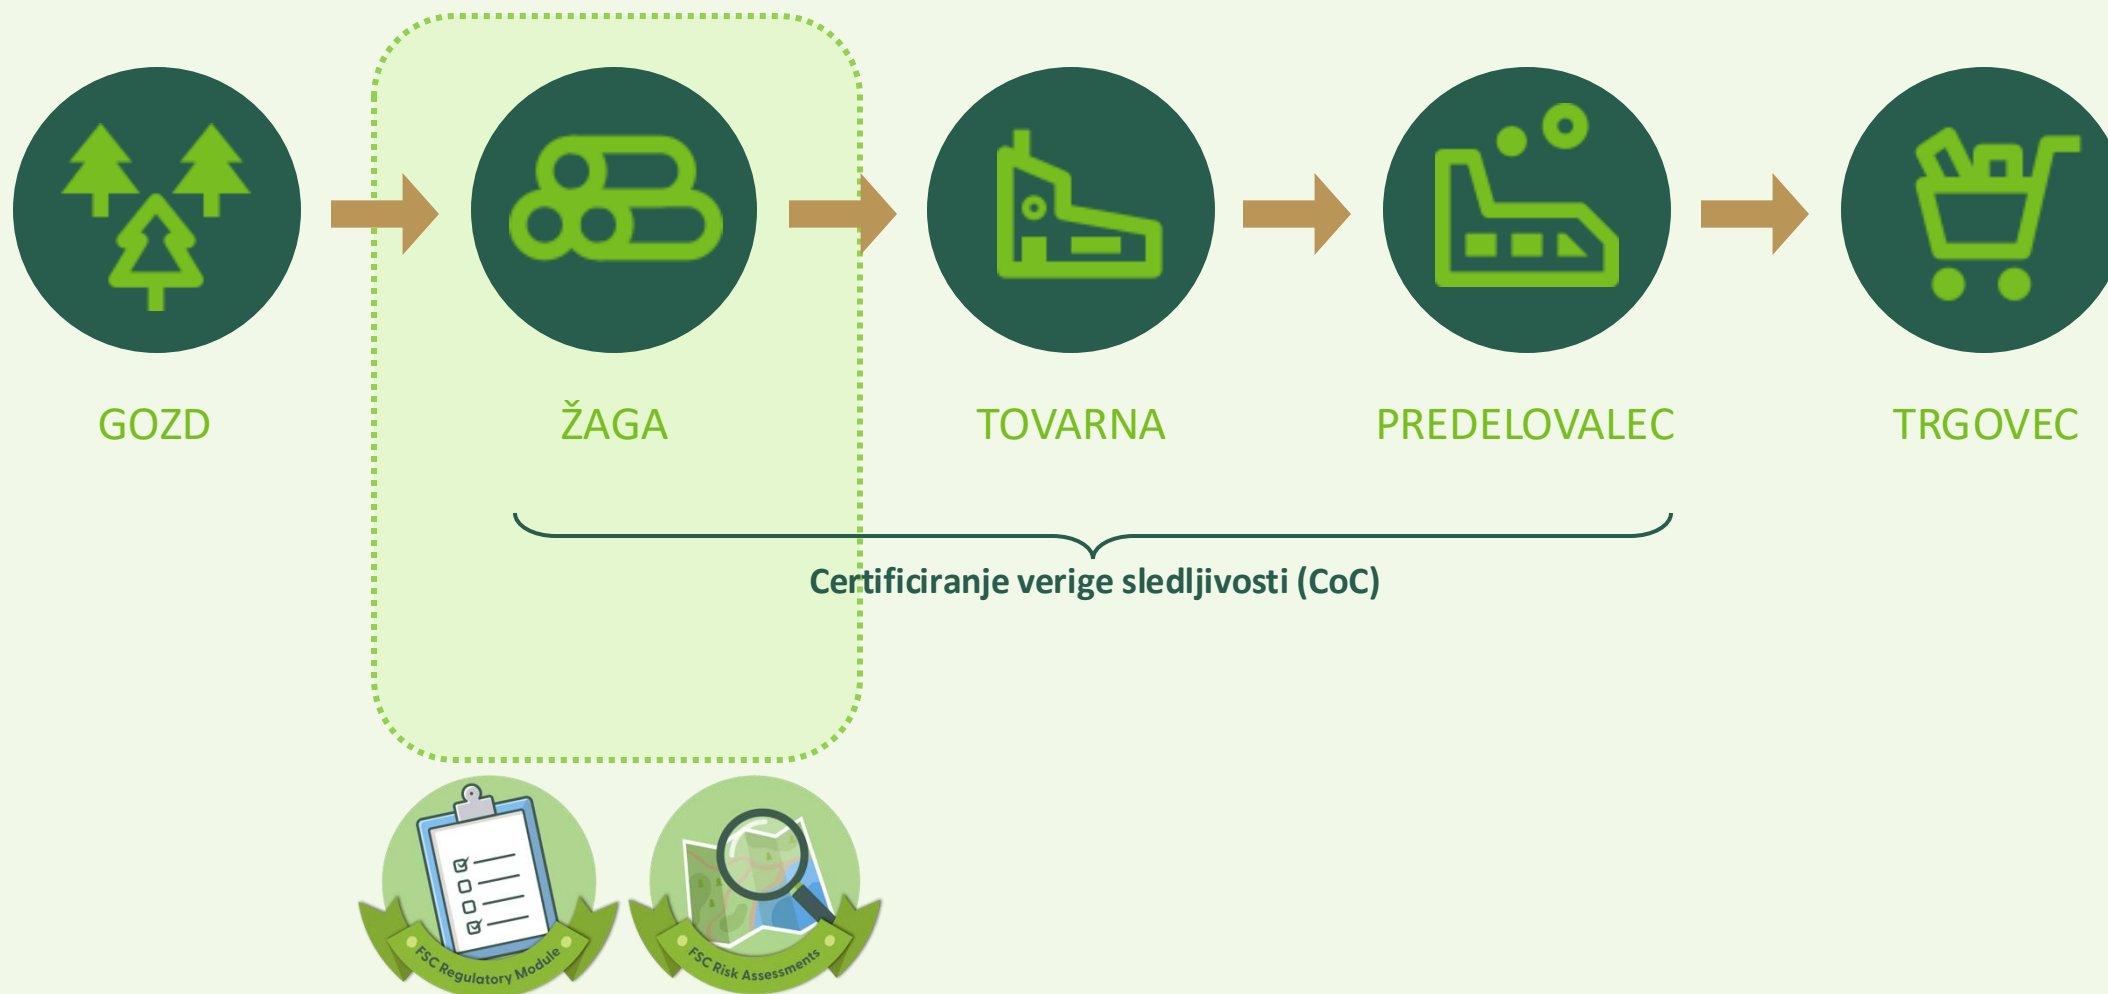 GOZD
ŽAGA
TOVARNA
PREDELOVALEC
TRGOVEC
Certificiranje verige sledljivosti (CoC)
FSC Regulatory Module
FSC Risk Assessments